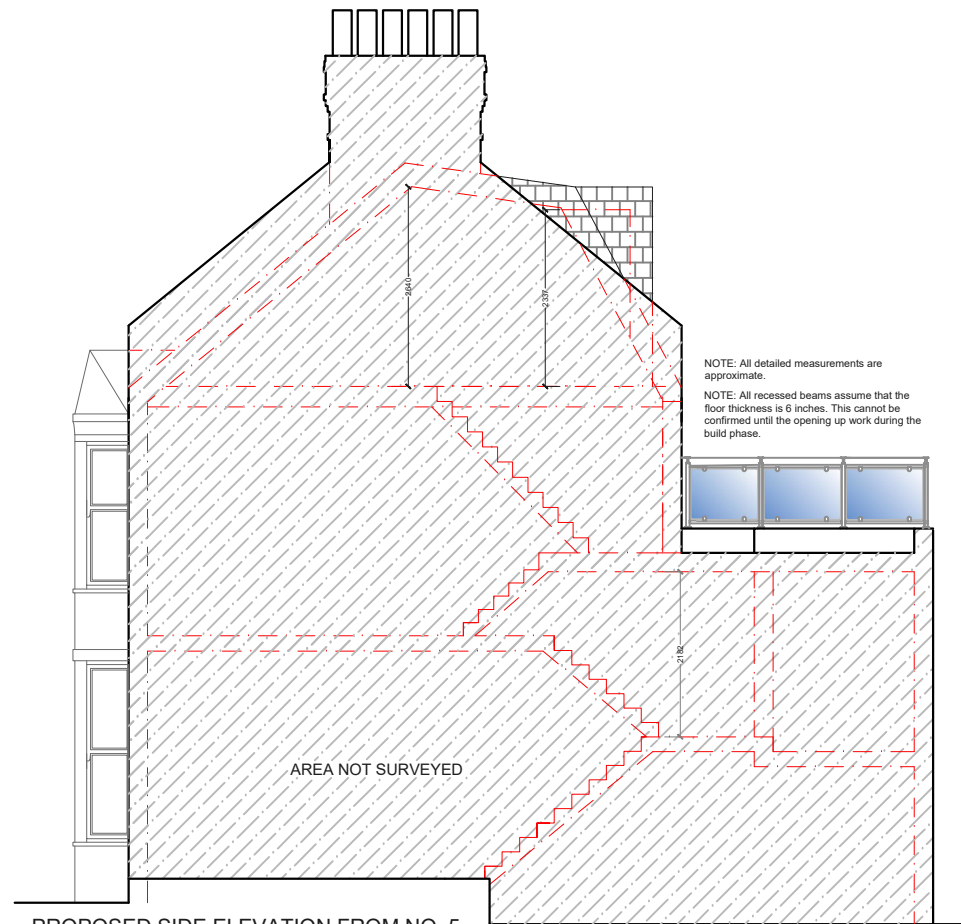 2640
2337
NOTE: All detailed measurements are
approximate.
NOTE: All recessed beams assume that the
floor thickness is 6 inches. This cannot be
confirmed until the opening up work during the
build phase.
2182
AREA NOT SURVEYED
PROPOSED SIDE ELEVATION FROM NO. 5